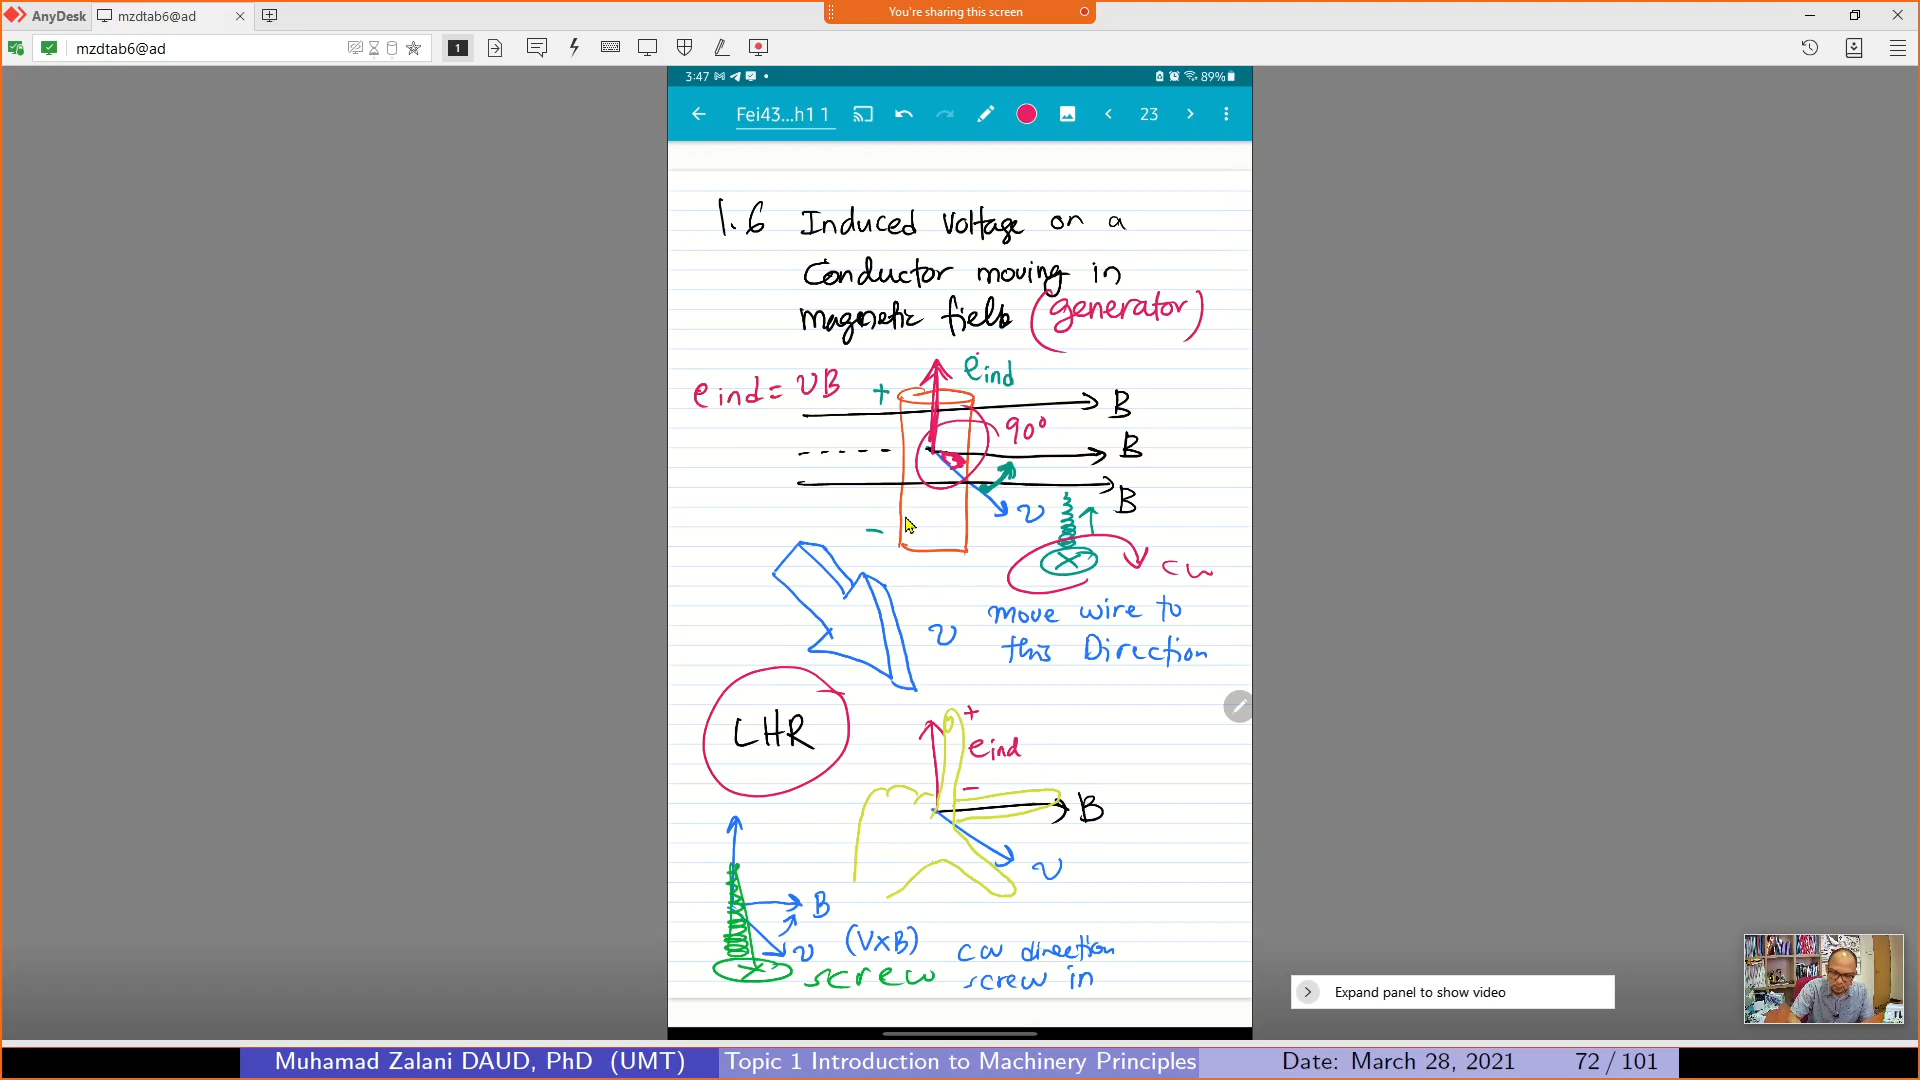 AnyDesk
mzdtab6@ad
You're sharing this screen
mzdtab6@ad
1
3:47
89%
Fei43...h1 1
23
1.6 Induced Voltage on a
Conductor moving in
magnetic field (generator)
eind = vB
+
eind
B
90°
B
B
v
-
cw
move wire to
this Direction
v
LHR
+
eind
-
B
v
B
v
(VxB)
cw direction
screw
screw in
Expand panel to show video
Muhamad Zalani DAUD, PhD (UMT)
Topic 1 Introduction to Machinery Principles
Date: March 28, 2021
72 / 101